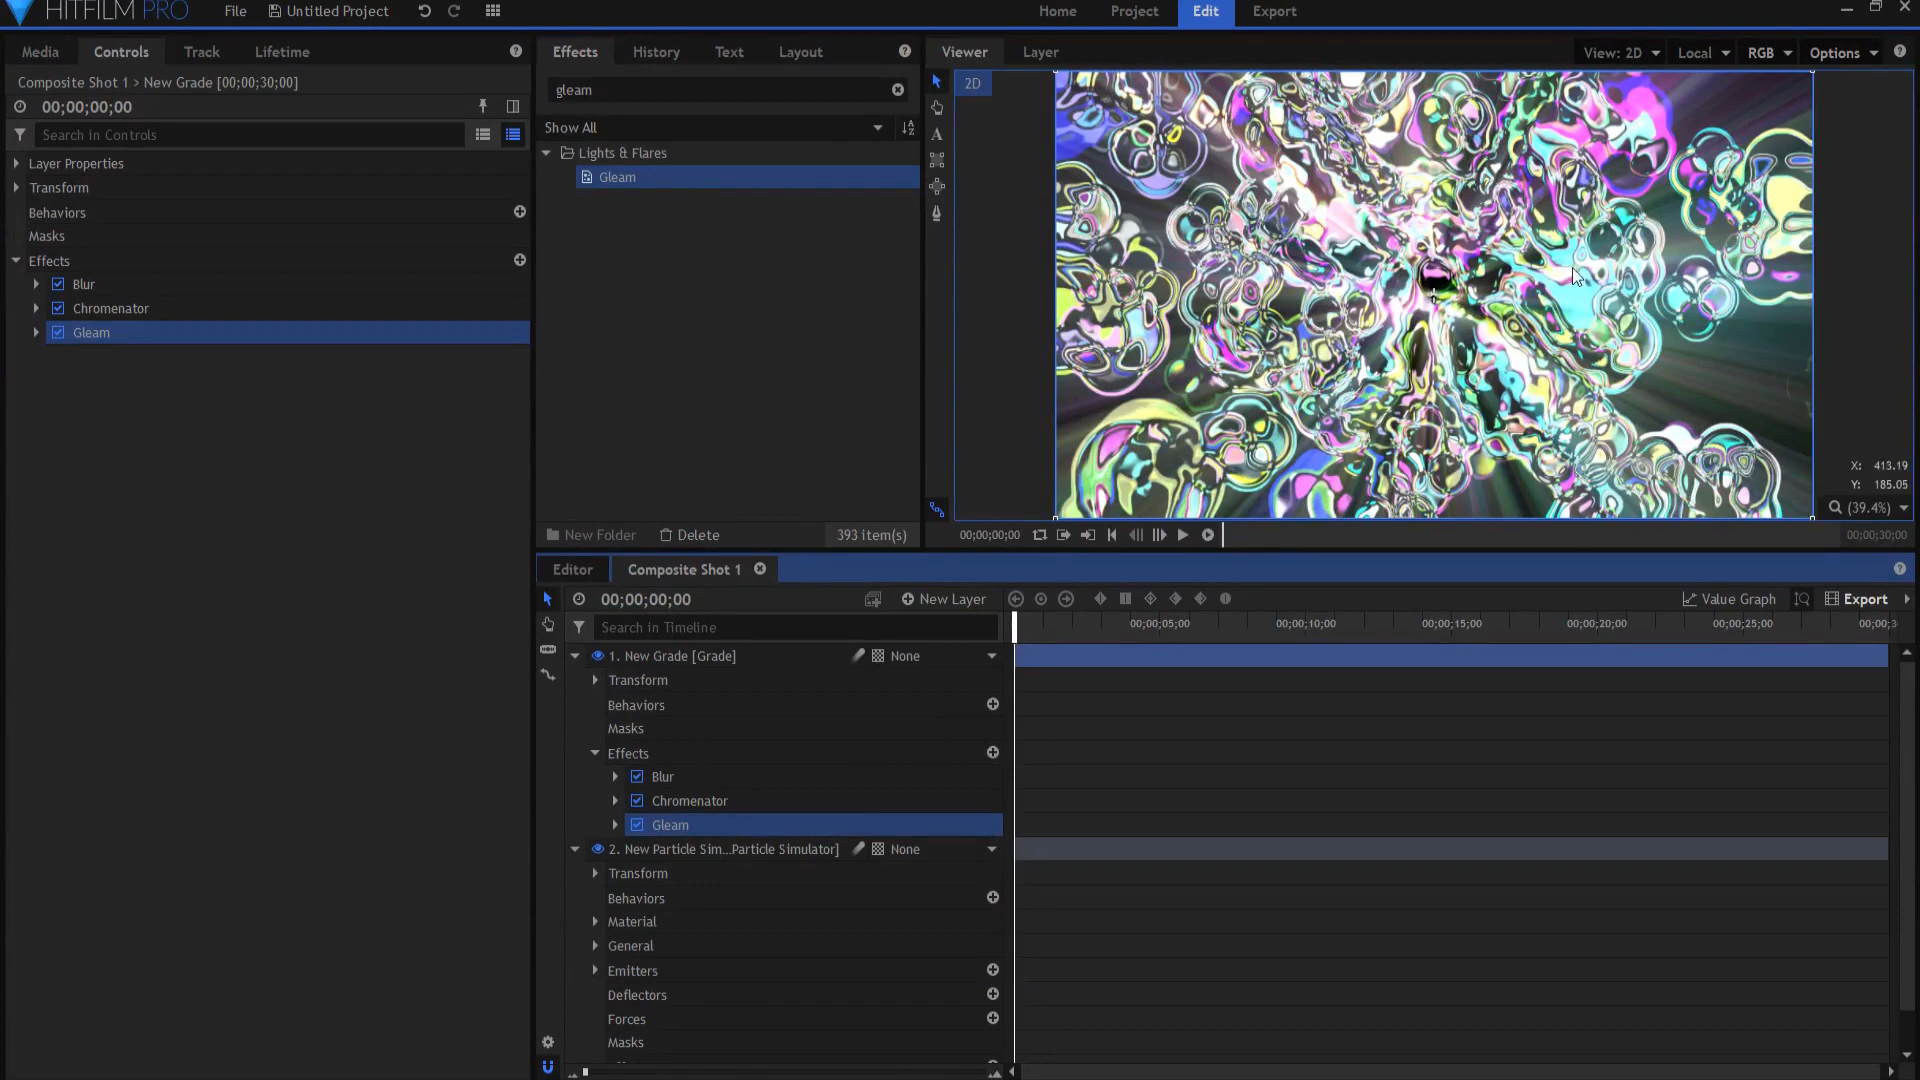 HITFILM PRO
File
Untitled Project
Home
Project
Edit
Export
Media
Controls
Track
Lifetime
Composite Shot 1 > New Grade [00;00;30;00]
00;00;00;00
Search in Controls
Layer Properties
Transform
Behaviors
Masks
Effects
Blur
Chromenator
Gleam
Effects
History
Text
Layout
gleam
Show All
Lights & Flares
Gleam
New Folder
Delete
393 item(s)
Viewer
Layer
View: 2D
Local
RGB
Options
2D
X: 413.19
Y: 185.05
(39.4%)
00;00;00;00
00;00;30;00
Editor
Composite Shot 1
00;00;00;00
New Layer
Value Graph
Export
Search in Timeline
00;00;05;00
00;00;10;00
00;00;15;00
00;00;20;00
00;00;25;00
00;00;3
1. New Grade [Grade]
None
Transform
Behaviors
Masks
Effects
Blur
Chromenator
Gleam
2. New Particle Sim...Particle Simulator]
None
Transform
Behaviors
Material
General
Emitters
Deflectors
Forces
Masks